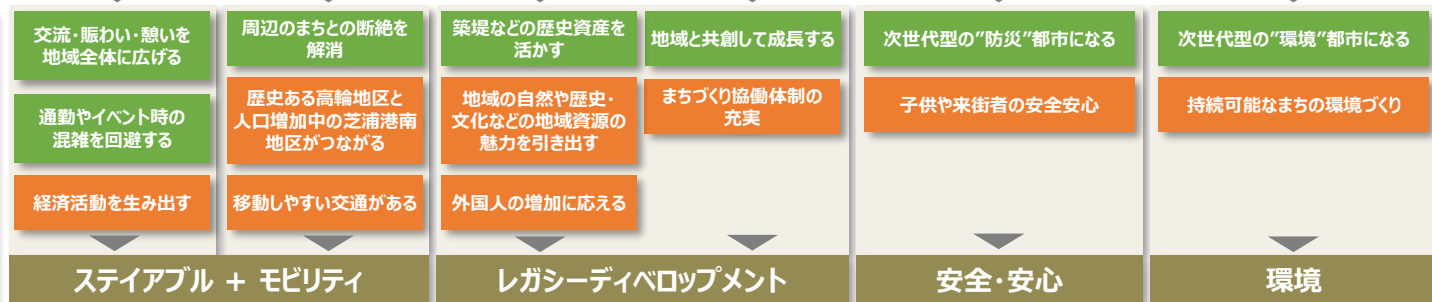 交流・賑わい・憩いを
地域全体に広げる
通勤やイベント時の
混雑を回避する
経済活動を生み出す
周辺のまちとの断絶を
解消
歴史ある高輪地区と
人口増加中の芝浦港南
地区がつながる
移動しやすい交通がある
築堤などの歴史資産を
活かす
地域の自然や歴史・
文化などの地域資源の
魅力を引き出す
外国人の増加に応える
地域と共創して成長する
まちづくり協働体制の
充実
次世代型の”防災”都市になる
子供や来街者の安全安心
次世代型の”環境”都市になる
持続可能なまちの環境づくり
ステイアブル + モビリティ
レガシーディベロップメント
安全・安心
環境